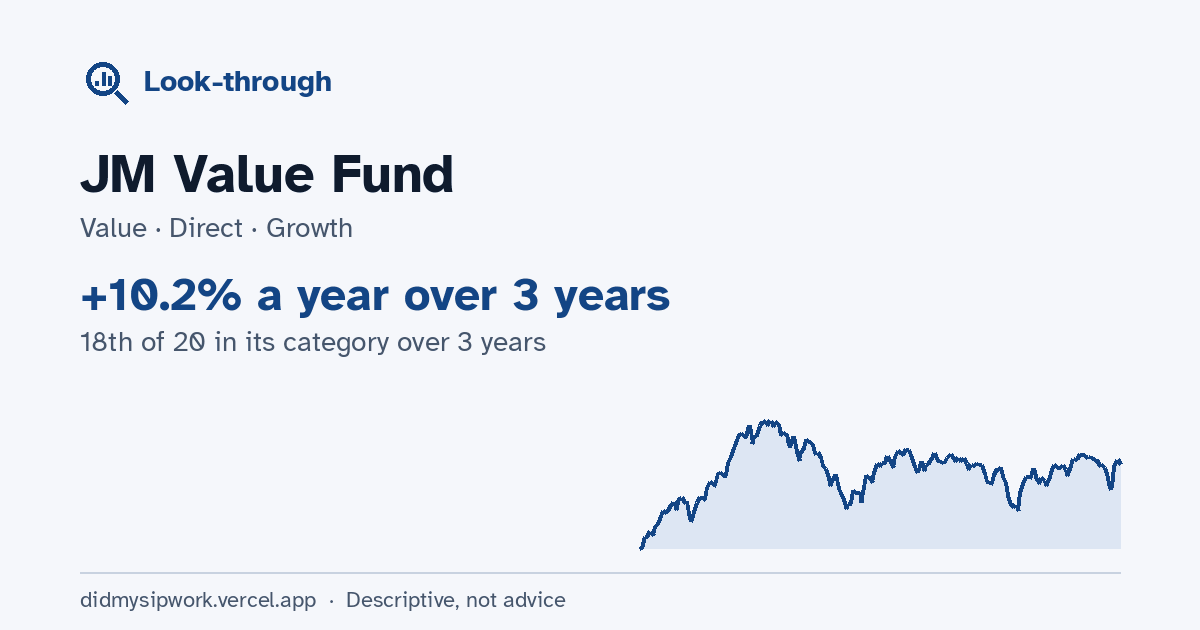 Look-through
JM Value Fund
Value · Direct · Growth
+10.2% a year over 3 years
18th of 20 in its category over 3 years
didmysipwork.vercel.app · Descriptive, not advice